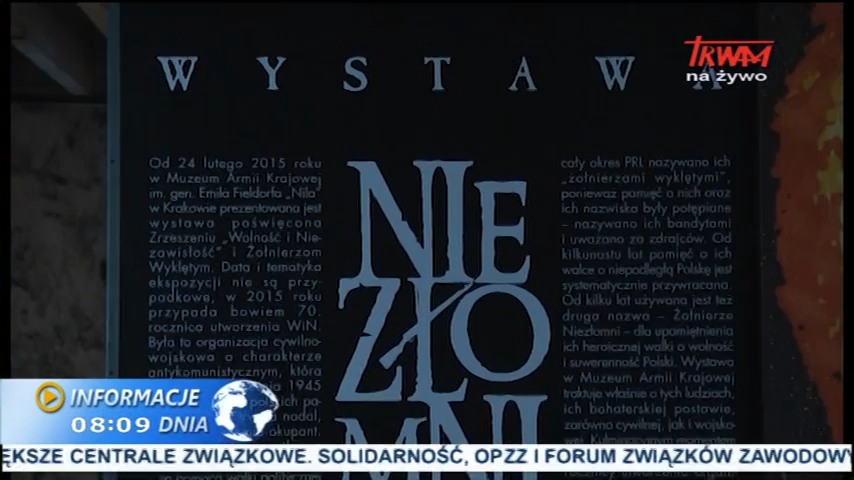 WYSTAWA
TRWAM
na żywo
Od 24 lutego 2015 roku
w Muzeum Armii Krajowej
im. gen. Emila Fieldorfa „Nila"
w Krakowie prezentowana jest
wystawa poświęcona
Zrzeszeniu „Wolność i Nie-
zawisłość" i Żołnierzom
Wyklętym. Data i tematyka
ekspozycji nie są przy-
padkowe, w 2015 roku
przypada bowiem 70.
rocznica utworzenia WiN.
Była to organizacja cywilno-
wojskowa o charakterze
antykomunistycznym, która
1945
nadal,
NIE
ZŁO
MNI
cały okres PRL nazywano ich
„żołnierzami wyklętymi",
ponieważ pamięć o nich oraz
ich nazwiska były potępiane
– nazywano ich bandytami
i uważano za zdrajców. Od
kilkunastu lat pamięć o ich
walce o niepodległą Polskę jest
systematycznie przywracana.
Od kilku lat używana jest też
druga nazwa – Żołnierze
Niezłomni – dla upamiętnienia
ich heroicznej walki o wolność
i suwerenność Polski. Wystawa
w Muzeum Armii Krajowej
traktuje właśnie o tych ludziach,
ich bohaterskiej postawie,
zarówno cywilnej, jak i wojsko-
wej. Kulminacyjnym momentem
INFORMACJE
08:09 DNIA
ĘKSZE CENTRALE ZWIĄZKOWE. SOLIDARNOŚĆ, OPZZ I FORUM ZWIĄZKÓW ZAWODOWY